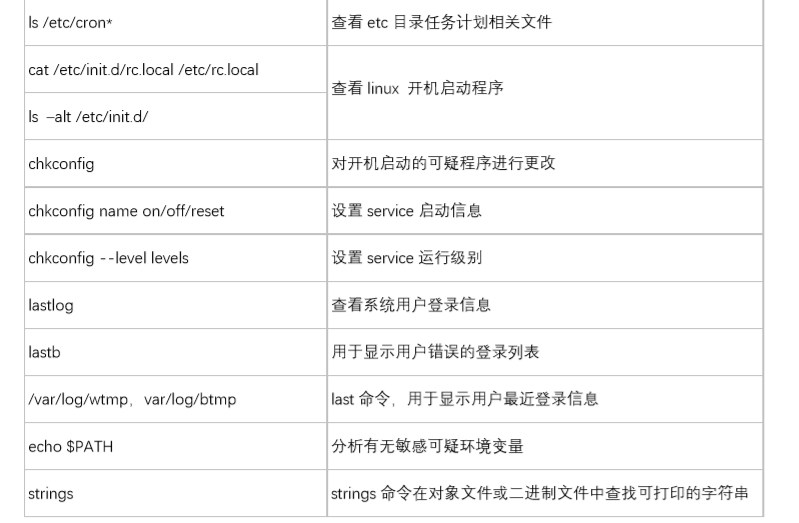 ls /etc/cron*
查看 etc 目录任务计划相关文件
cat /etc/init.d/rc.local /etc/rc.local
查看 linux 开机启动程序
ls –alt /etc/init.d/
chkconfig
对开机启动的可疑程序进行更改
chkconfig name on/off/reset
设置 service 启动信息
chkconfig --level levels
设置 service 运行级别
lastlog
查看系统用户登录信息
lastb
用于显示用户错误的登录列表
/var/log/wtmp，var/log/btmp
last 命令，用于显示用户最近登录信息
echo $PATH
分析有无敏感可疑环境变量
strings
strings 命令在对象文件或二进制文件中查找可打印的字符串